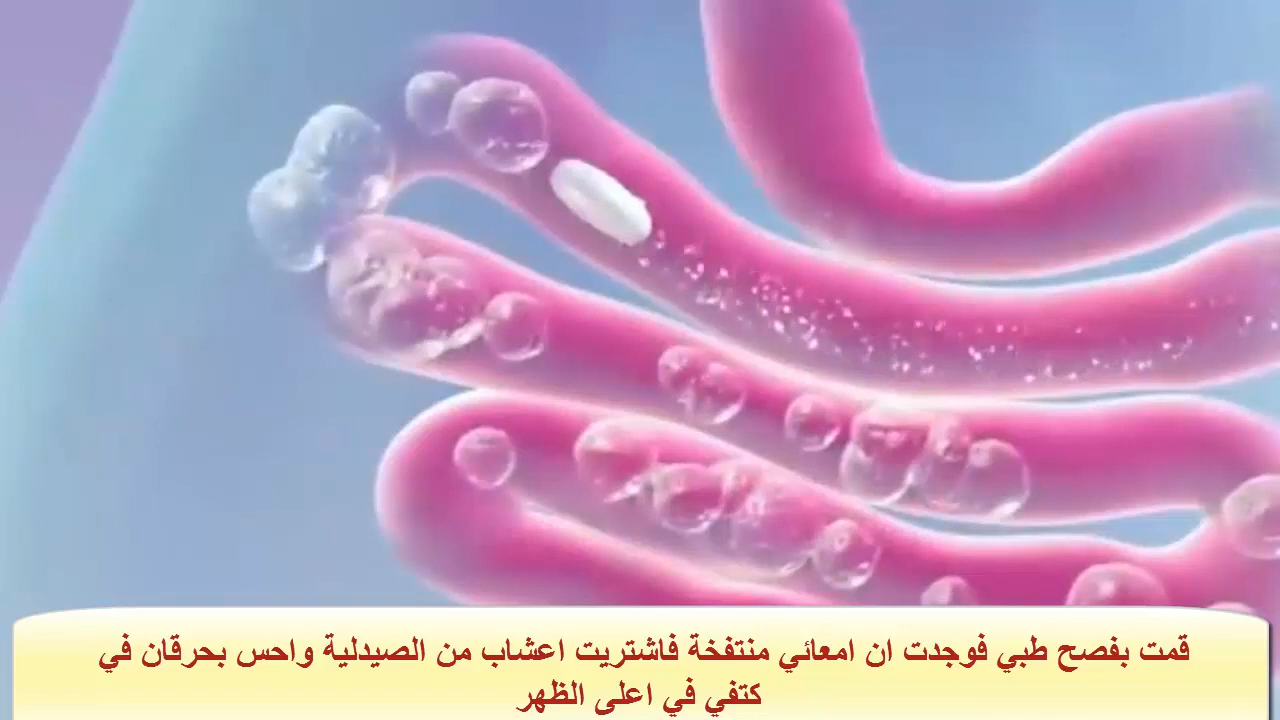 قمت بفصح طبي فوجدت ان امعائي منتفخة فاشتريت اعشاب من الصيدلية واحس بحرقان في
كتفي في اعلى الظهر